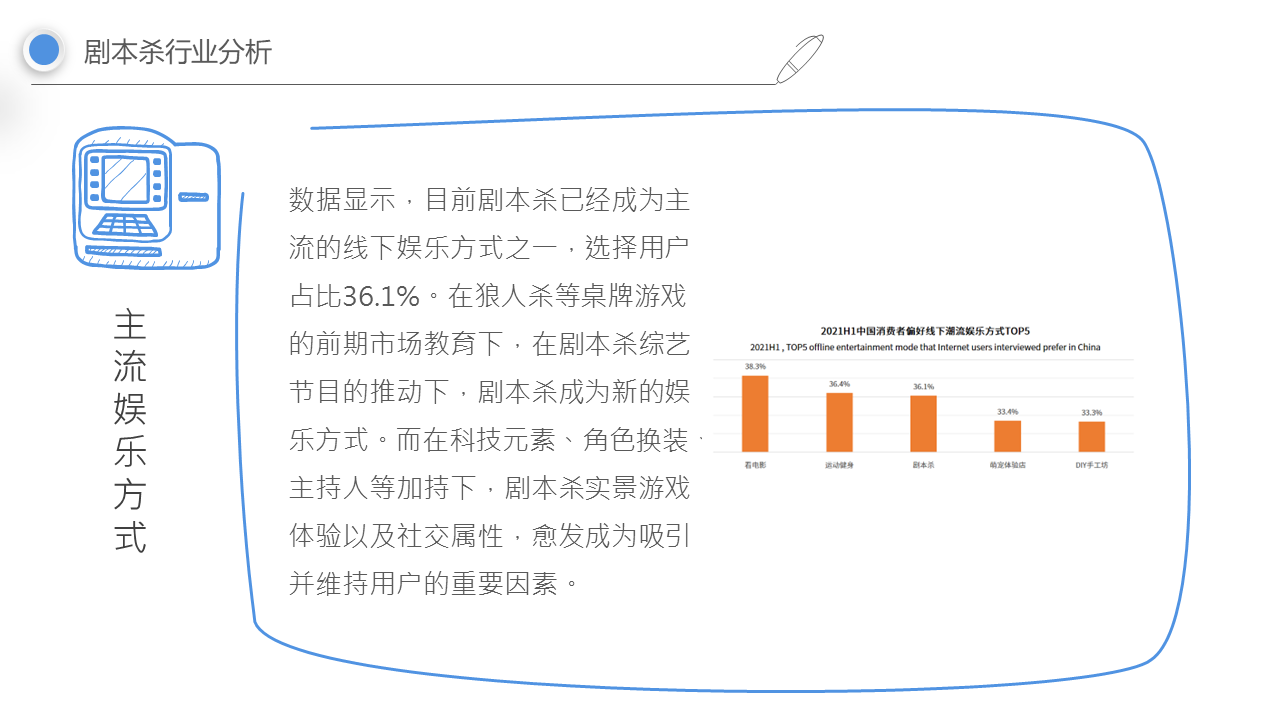 剧本杀行业分析
主流娱乐方式
数据显示，目前剧本杀已经成为主
流的线下娱乐方式之一，选择用户
占比36.1%。在狼人杀等桌牌游戏
的前期市场教育下，在剧本杀综艺
节目的推动下，剧本杀成为新的娱
乐方式。而在科技元素、角色换装、
主持人等加持下，剧本杀实景游戏
体验以及社交属性，愈发成为吸引
并维持用户的重要因素。
2021H1中国消费者偏好线下潮流娱乐方式TOP5
2021H1 , TOP5 offline entertainment mode that Internet users interviewed prefer in China
38.3% 36.4% 36.1% 33.4% 33.3%
看电影 运动健身 剧本杀 萌宠体验店 DIY手工坊